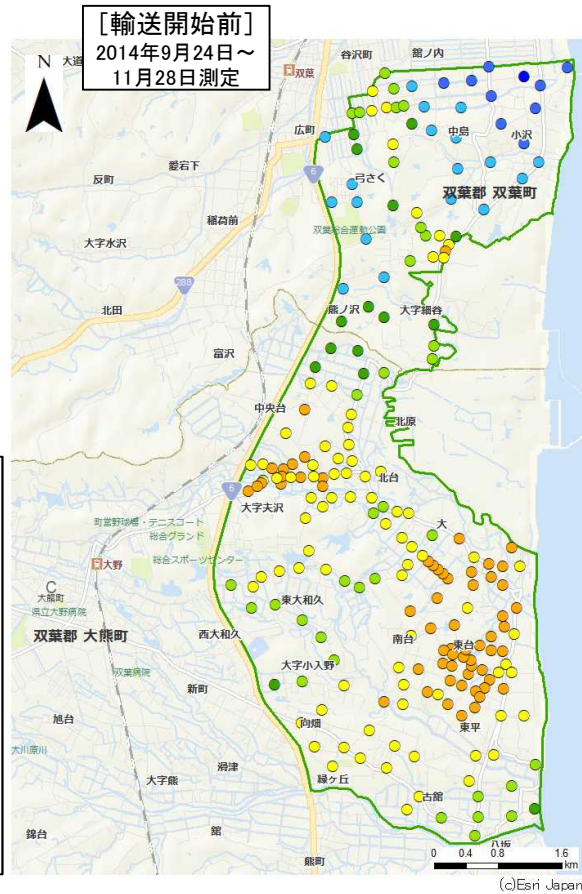 [輸送開始前]
2014年9月24日～
11月28日測定
N
大道
谷沢町
舘ノ内
双葉
広町
中島
小沢
愛宕下
6
反町
弓さく
双葉郡 双葉町
稲荷前
双葉総合運動公園
大字水沢
288
北田
熊ノ沢
大字細谷
富沢
中央台
北原
北台
6
大字夫沢
大
町営野球場・テニスコート
総合グランド
大野
総合スポーツセンター
大熊町
県立大野病院
東大和久
双葉郡 大熊町
西大和久
南台
東台
双葉病院
大字小入野
新町
旭台
向畑
東平
大川原川
滑津
大字熊
緑ヶ丘
古舘
舘
錦台
熊町
八坂
0 0.4 0.8 1.6
km
(c)Esri Japan